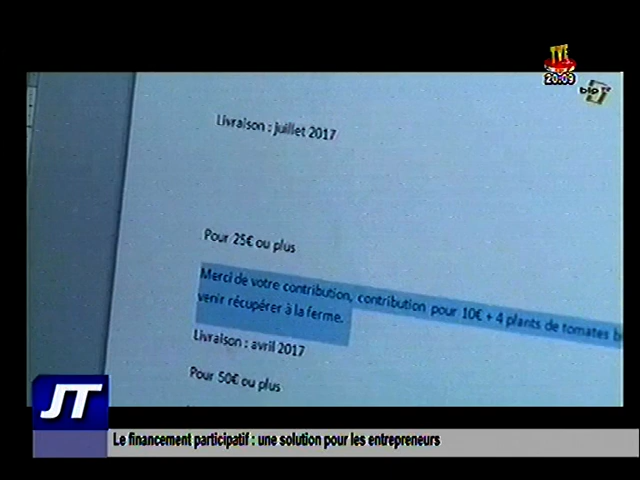 TVE
20:09
bio
Livraison : juillet 2017
Pour 25€ ou plus
Merci de votre contribution, contribution pour 10€ + 4 plants de tomates b
venir récupérer à la ferme.
Livraison : avril 2017
Pour 50€ ou plus
JT
Le financement participatif : une solution pour les entrepreneurs